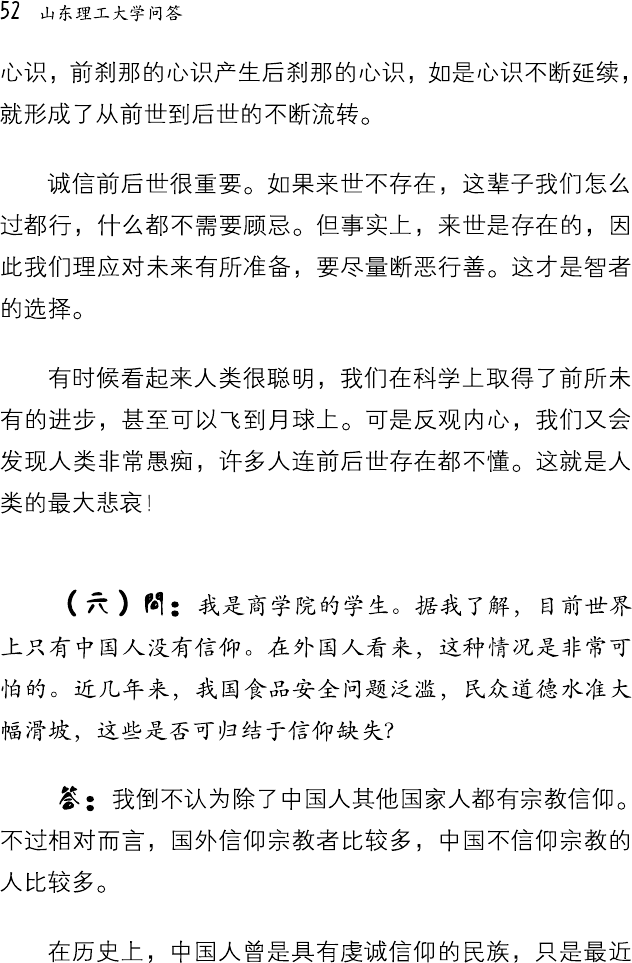 52 山东理工大学问答
心识，前刹那的心识产生后刹那的心识，如是心识不断延续，
就形成了从前世到后世的不断流转。
诚信前后世很重要。如果来世不存在，这辈子我们怎么
过都行，什么都不需要顾忌。但事实上，来世是存在的，因
此我们理应对未来有所准备，要尽量断恶行善。这才是智者
的选择。
有时候看起来人类很聪明，我们在科学上取得了前所未
有的进步，甚至可以飞到月球上。可是反观内心，我们又会
发现人类非常愚痴，许多人连前后世存在都不懂。这就是人
类的最大悲哀！
（六）問：我是商学院的学生。据我了解，目前世界
上只有中国人没有信仰。在外国人看来，这种情况是非常可
怕的。近几年来，我国食品安全问题泛滥，民众道德水准大
幅滑坡，这些是否可归结于信仰缺失？
答：我倒不认为除了中国人其他国家人都有宗教信仰。
不过相对而言，国外信仰宗教者比较多，中国不信仰宗教的
人比较多。
在历史上，中国人曾是具有虔诚信仰的民族，只是最近